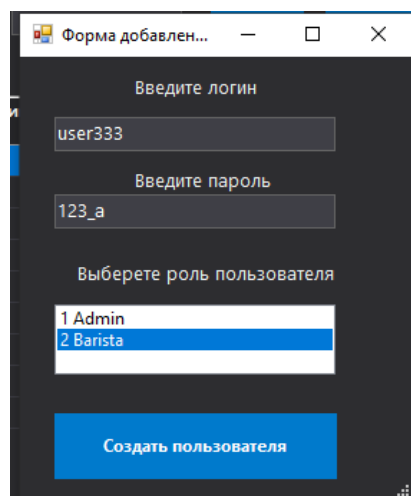 Форма добавлен...
Введите логин
user333
Введите пароль
123_a
Выберете роль пользователя
1 Admin
2 Barista
Создать пользователя